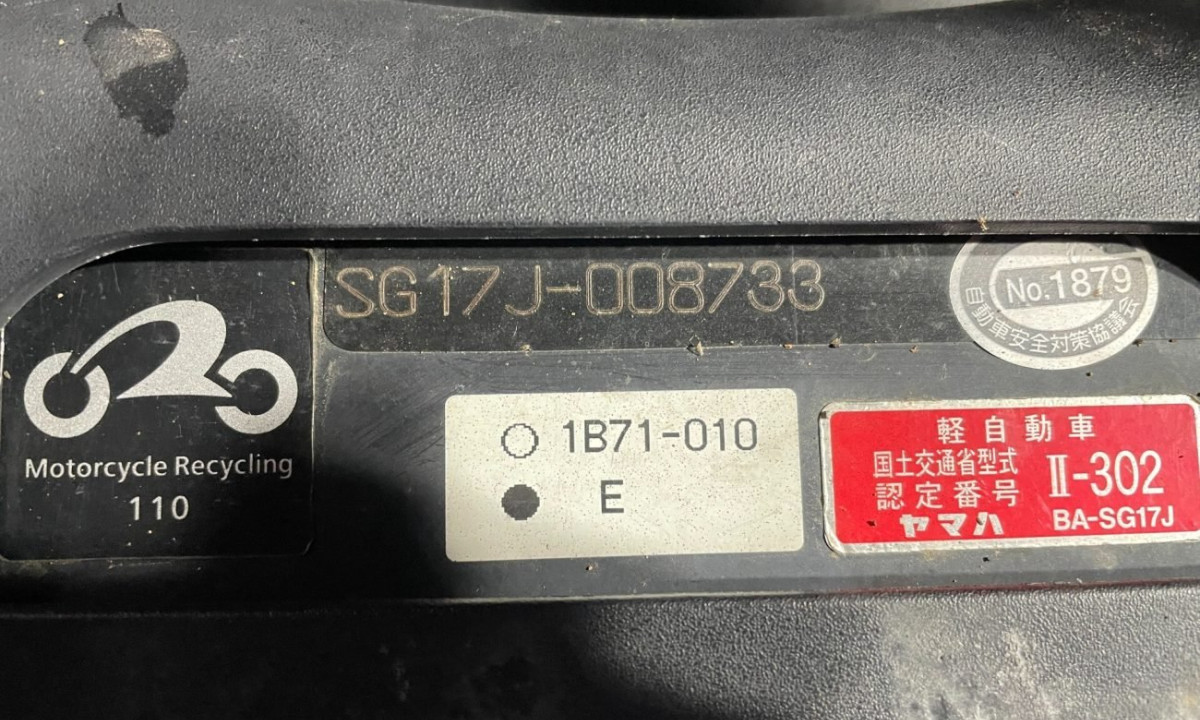 Motorcycle Recycling
110
SG17J-008733
No.1879
自動車安全対策協議会
1B71-010
E
軽自動車
国土交通省型式
認定番号
Ⅱ-302
ヤマハ
BA-SG17J